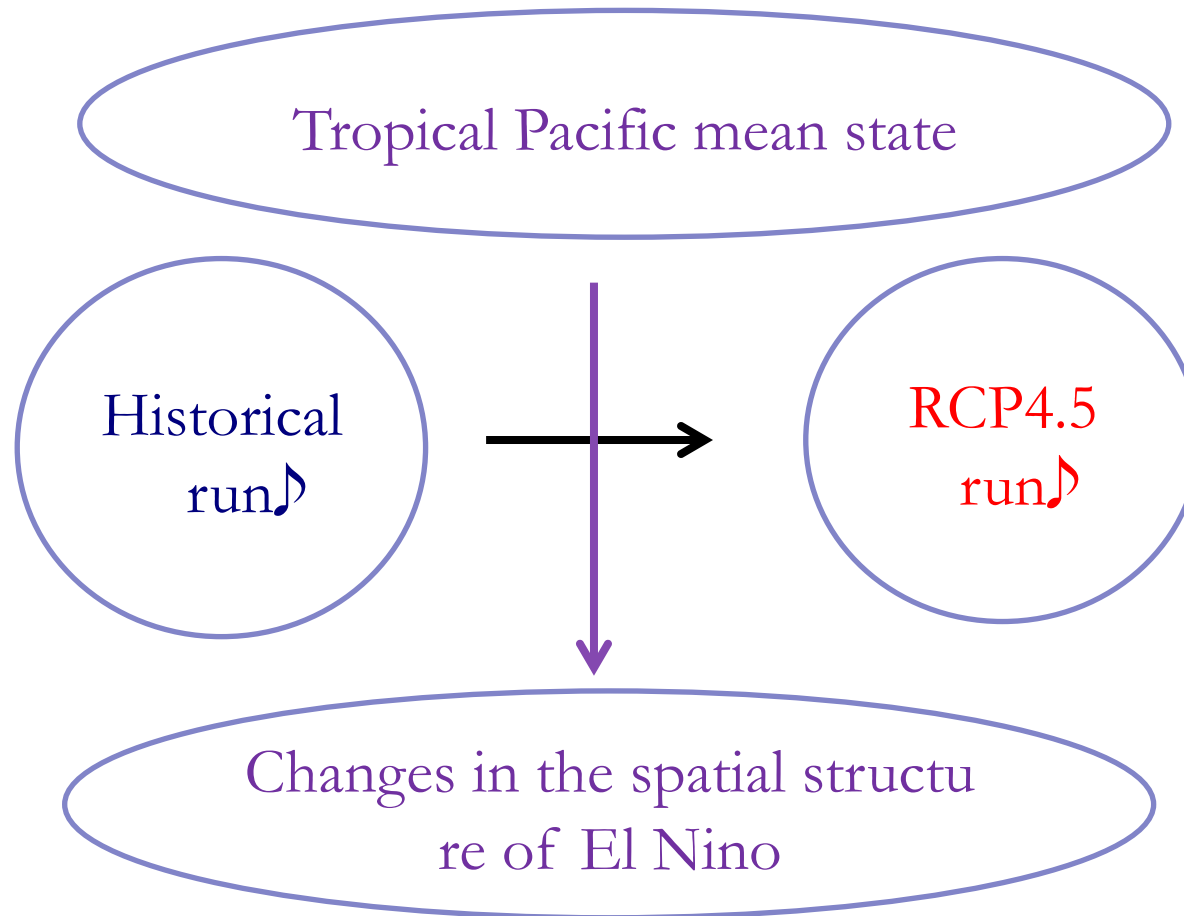 Tropical Pacific mean state
Historical
run♪
RCP4.5
run♪
Changes in the spatial structu
re of El Nino